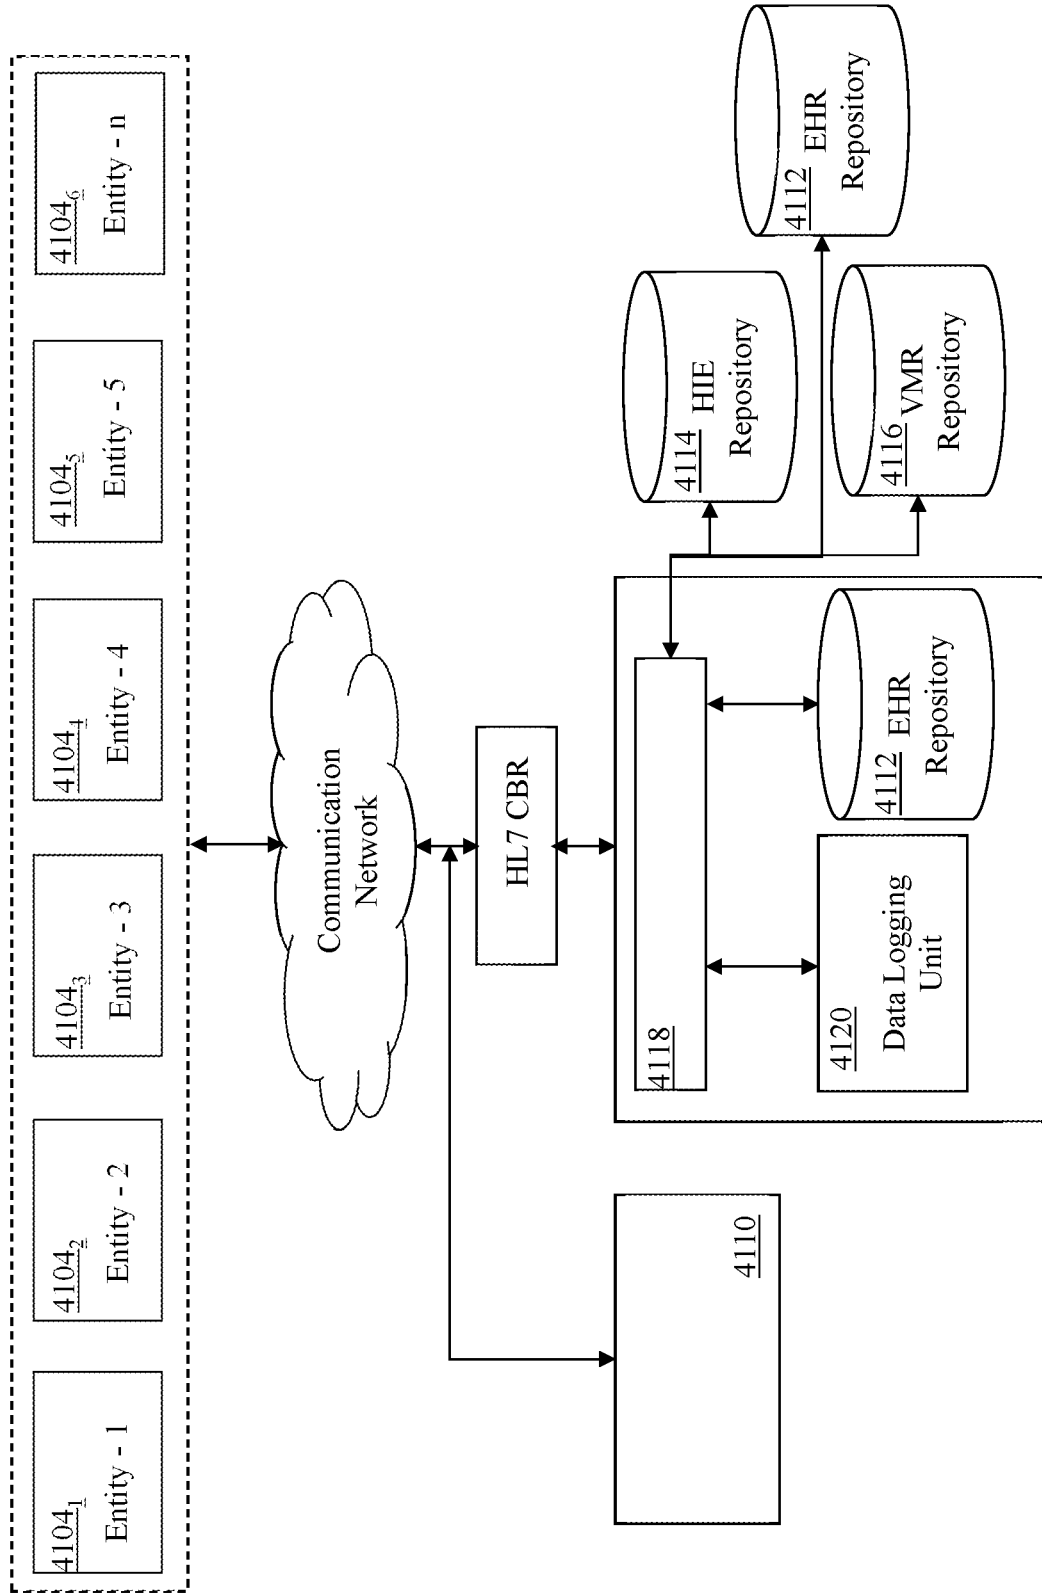 4104₁
Entity - 1
4104₂
Entity - 2
4104₃
Entity - 3
4104₄
Entity - 4
4104₅
Entity - 5
4104₆
Entity - n
Communication
Network
HL7 CBR
4110
4118
4120
Data Logging
Unit
4112 EHR
Repository
4114 HIE
Repository
4116 VMR
Repository
4112 EHR
Repository